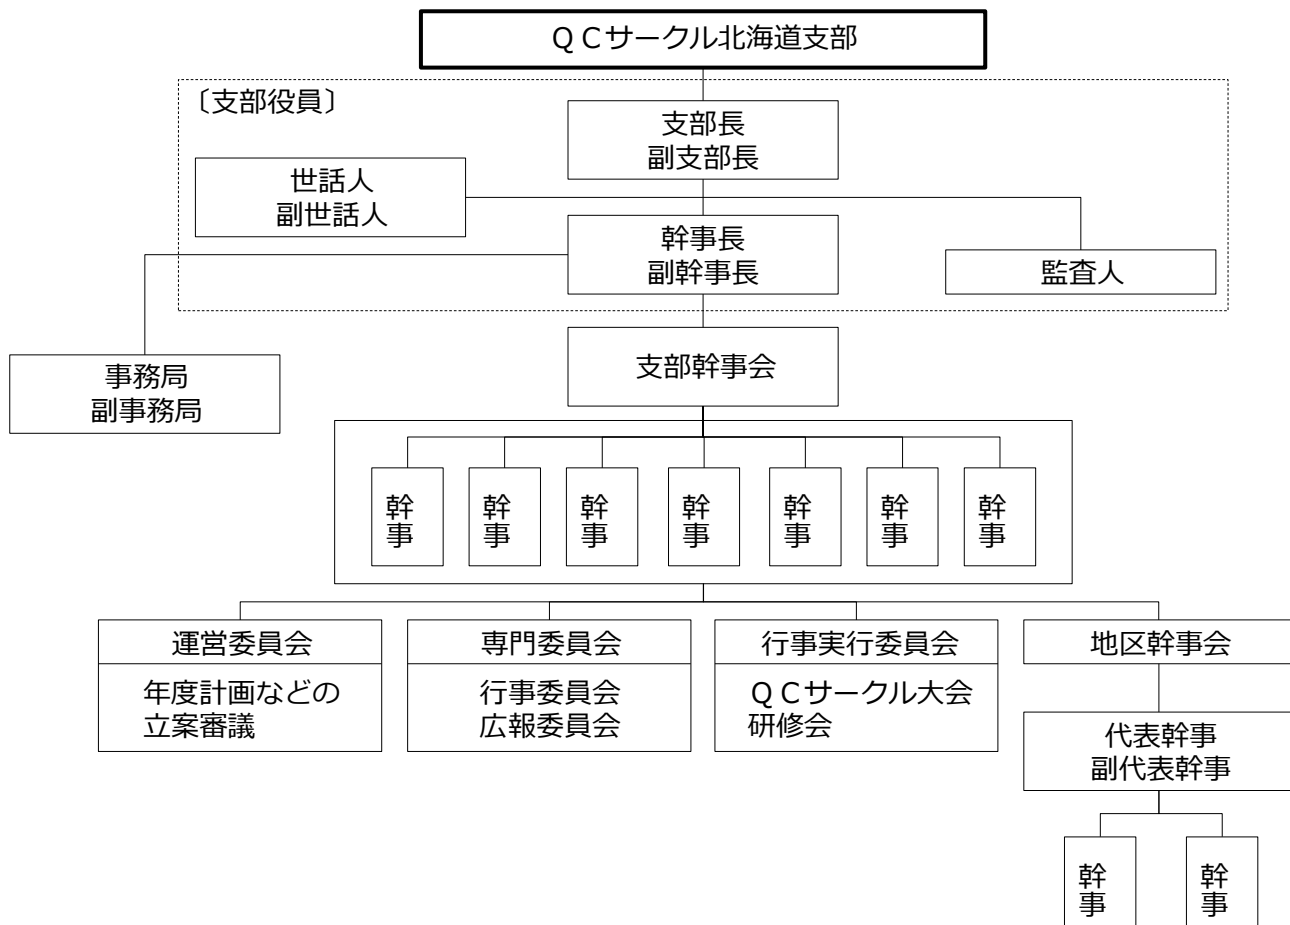 ＱＣサークル北海道支部
〔支部役員〕
支部長
副支部長
世話人
副世話人
幹事長
副幹事長
監査人
支部幹事会
事務局
副事務局
幹事
幹事
幹事
幹事
幹事
幹事
幹事
運営委員会
年度計画などの
立案審議
専門委員会
行事委員会
広報委員会
行事実行委員会
ＱＣサークル大会
研修会
地区幹事会
代表幹事
副代表幹事
幹事
幹事